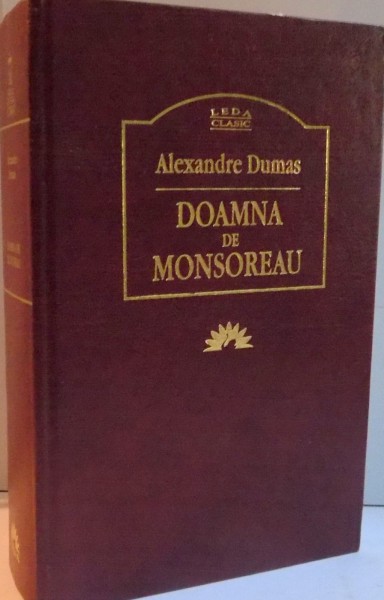 LEDA
CLASIC
Alexandre Dumas
DOAMNA
DE
MONSOREAU